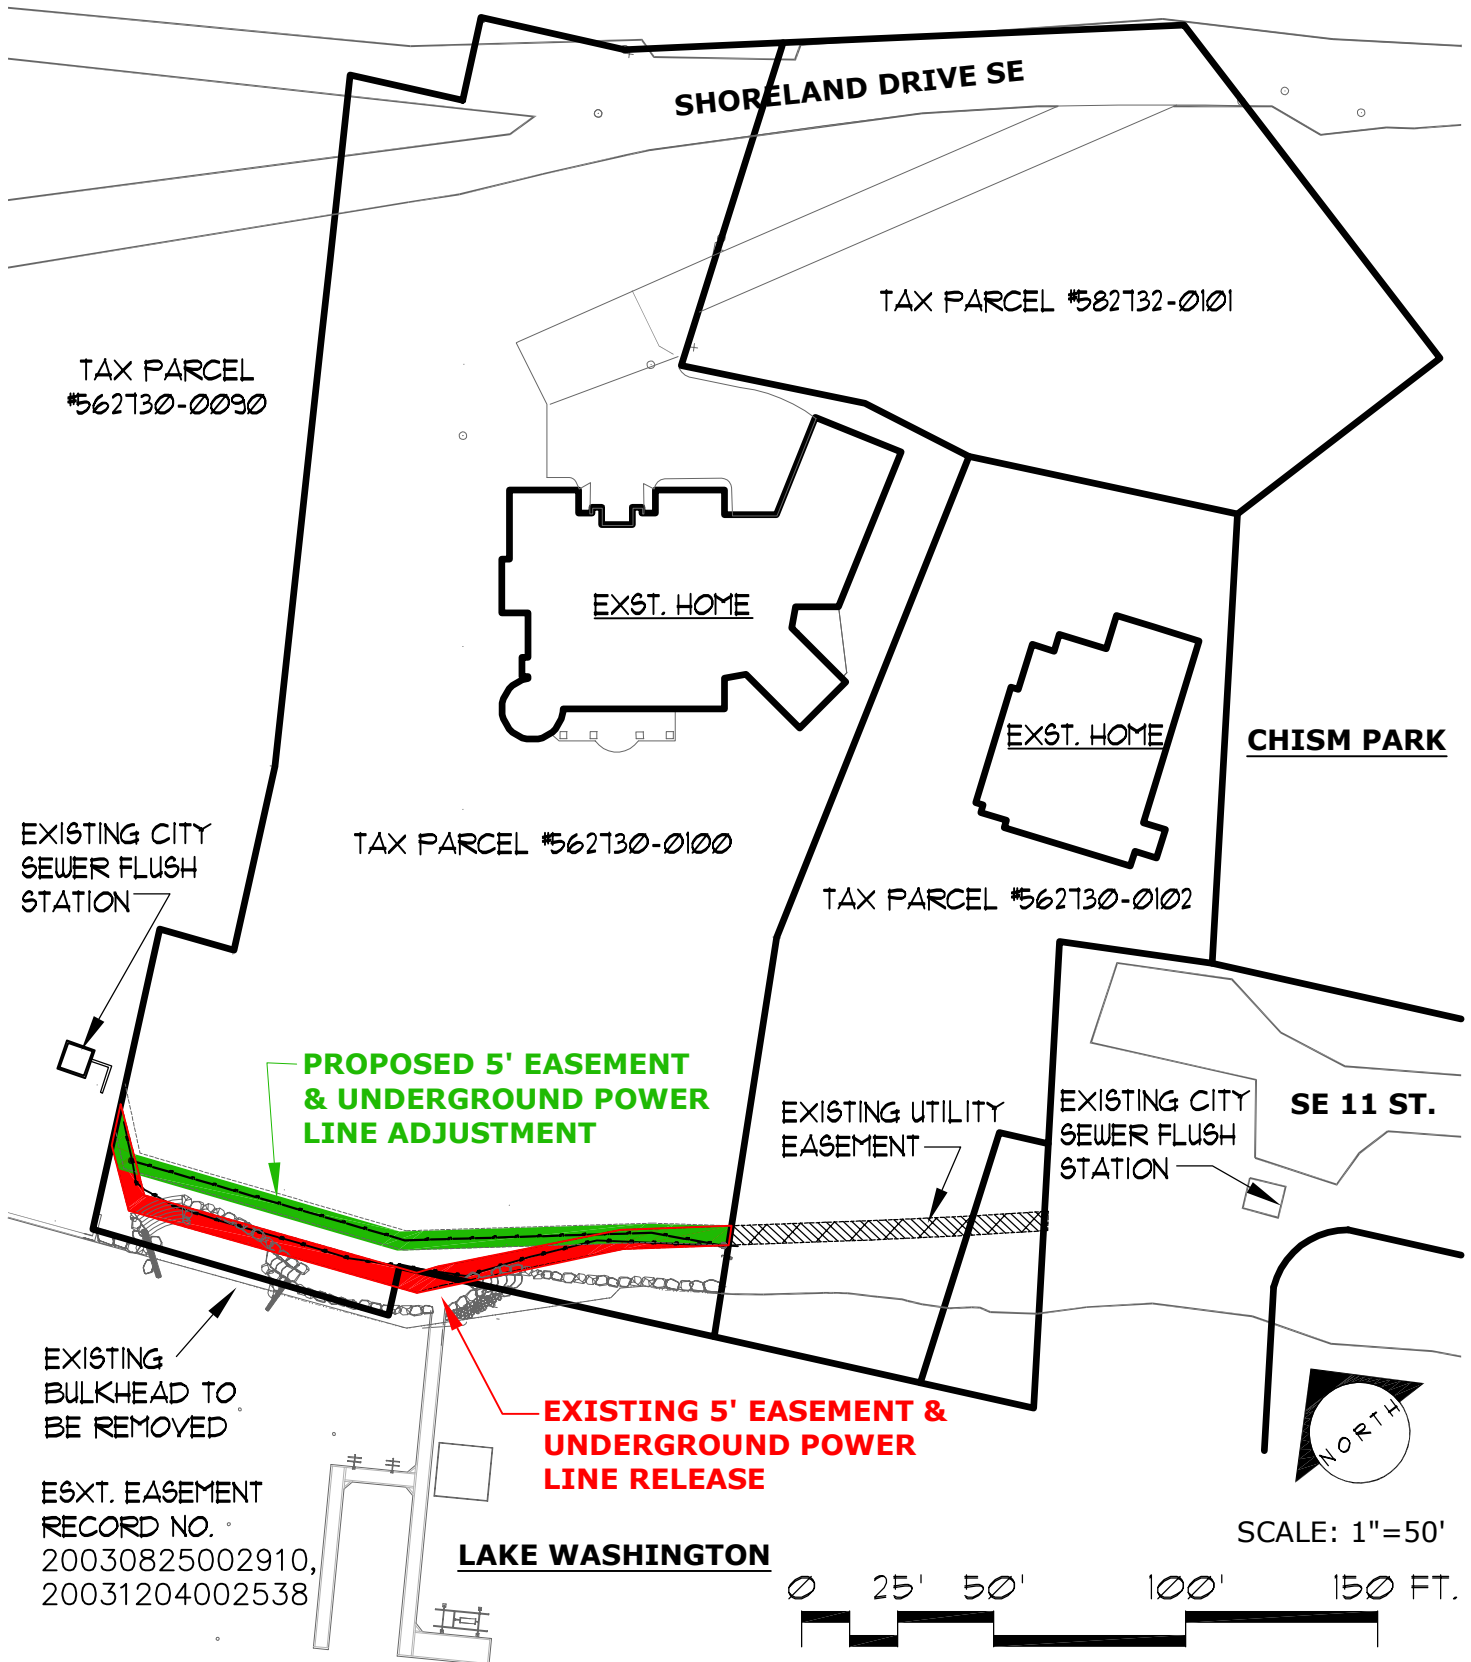 SHORELAND DRIVE SE
TAX PARCEL #582732-0101
TAX PARCEL
#562730-0090
EXST. HOME
EXST. HOME
CHISM PARK
EXISTING CITY
SEWER FLUSH
STATION
TAX PARCEL #562730-0100
TAX PARCEL #562730-0102
PROPOSED 5' EASEMENT
& UNDERGROUND POWER
LINE ADJUSTMENT
EXISTING UTILITY
EASEMENT
EXISTING CITY
SEWER FLUSH
STATION
SE 11 ST.
EXISTING
BULKHEAD TO
BE REMOVED
EXISTING 5' EASEMENT &
UNDERGROUND POWER
LINE RELEASE
NORTH
ESXT. EASEMENT
RECORD NO.
20030825002910,
20031204002538
LAKE WASHINGTON
SCALE: 1"=50'
0 25' 50' 100' 150 FT.